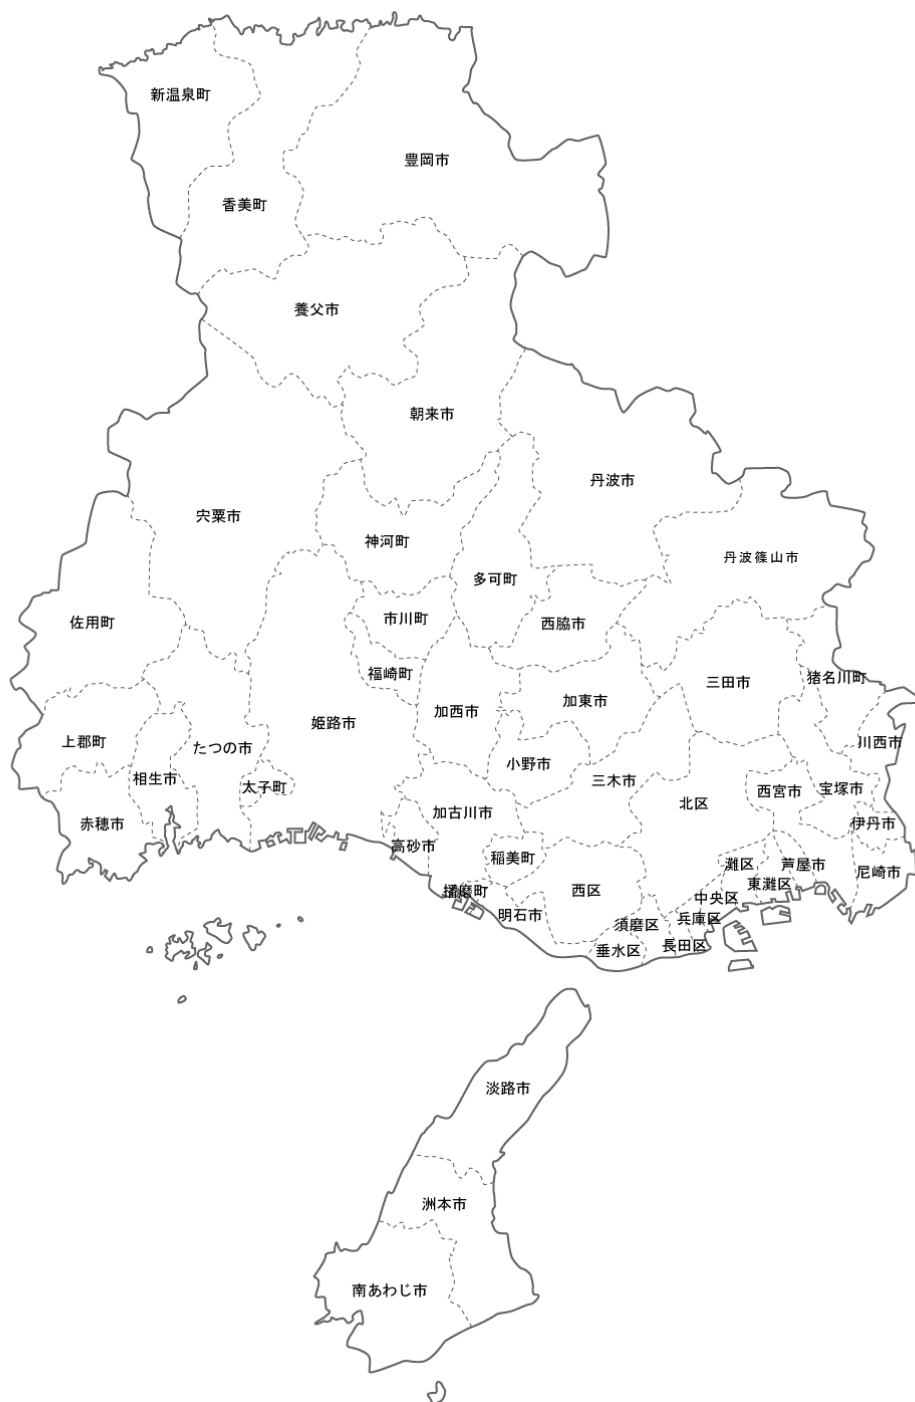 新温泉町
豊岡市
香美町
養父市
朝来市
丹波市
宍粟市
神河町
丹波篠山市
多可町
市川町
佐用町
西脇市
福崎町
猪名川町
三田市
加東市
加西市
姫路市
上郡町
たつの市
川西市
小野市
相生市
三木市
太子町
宝塚市
西宮市
北区
加古川市
赤穂市
伊丹市
高砂市
稲美町
灘区
芦屋市
尼崎市
東灘区
播磨町
西区
中央区
明石市
兵庫区
須磨区
長田区
垂水区
淡路市
洲本市
南あわじ市